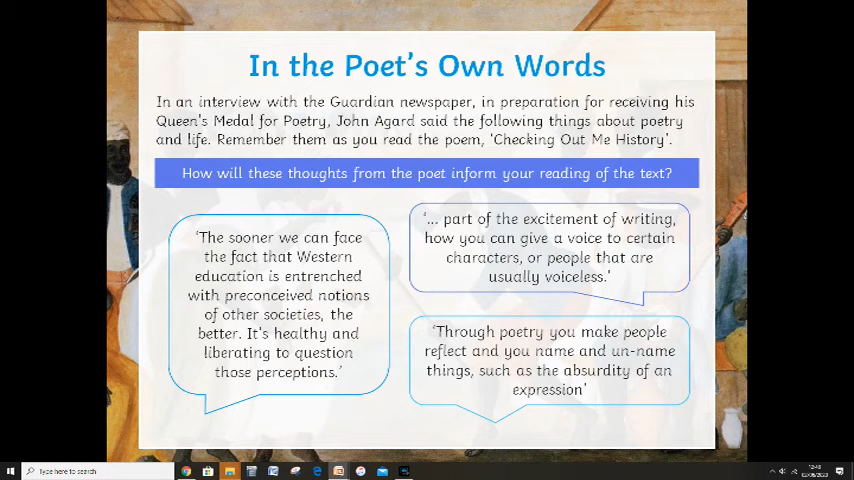 In the Poet's Own Words
In an interview with the Guardian newspaper, in preparation for receiving his
Queen's Medal for Poetry, John Agard said the following things about poetry
and life. Remember them as you read the poem, 'Checking Out Me History'.
How will these thoughts from the poet inform your reading of the text?
'The sooner we can face
the fact that Western
education is entrenched
with preconceived notions
of other societies, the
better. It's healthy and
liberating to question
those perceptions.'
'... part of the excitement of writing,
how you can give a voice to certain
characters, or people that are
usually voiceless.'
'Through poetry you make people
reflect and you name and un-name
things, such as the absurdity of an
expression'
Type here to search